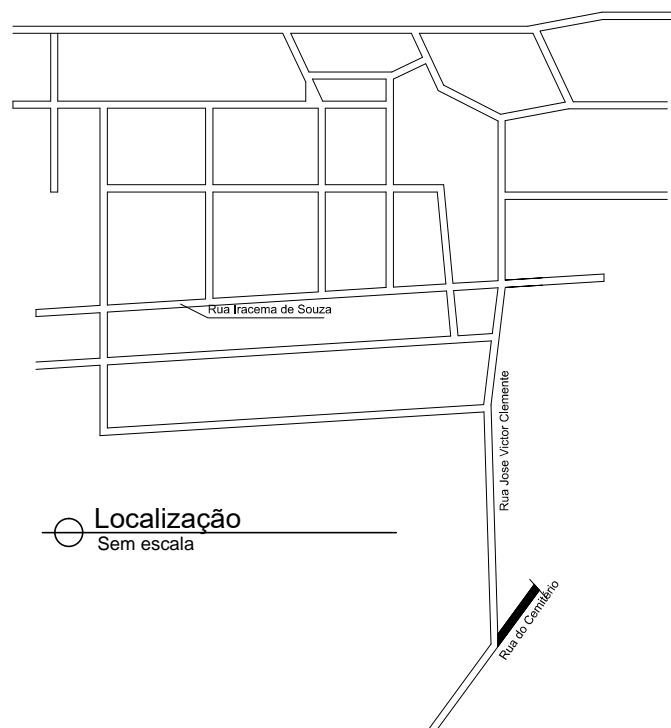 Rua Iracema de Souza
Rua Jose Victor Clemente
Localização
Sem escala
Rua do Cemitério